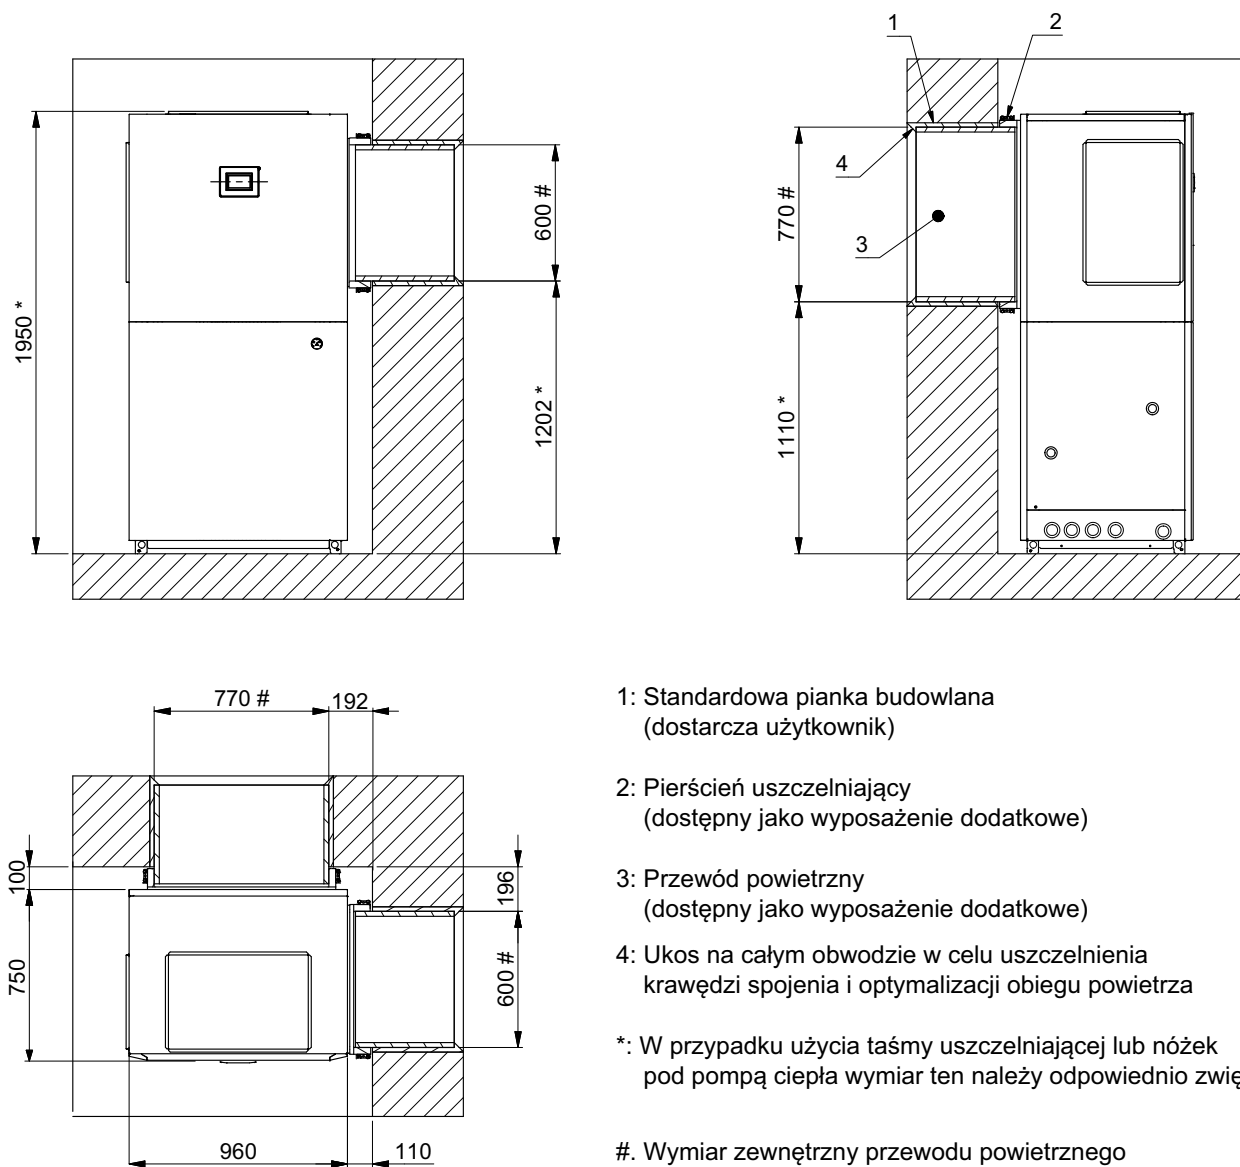 1
2
4
3
1950 *
600 #
1202 *
770 #
1110 *
770 #
192
100
750
196
600 #
960
110
1: Standardowa pianka budowlana
(dostarcza użytkownik)
2: Pierścień uszczelniający
(dostępny jako wyposażenie dodatkowe)
3: Przewód powietrzny
(dostępny jako wyposażenie dodatkowe)
4: Ukos na całym obwodzie w celu uszczelnienia
krawędzi spojenia i optymalizacji obiegu powietrza
*: W przypadku użycia taśmy uszczelniającej lub nóżek
pod pompą ciepła wymiar ten należy odpowiednio
#. Wymiar zewnętrzny przewodu powietrznego